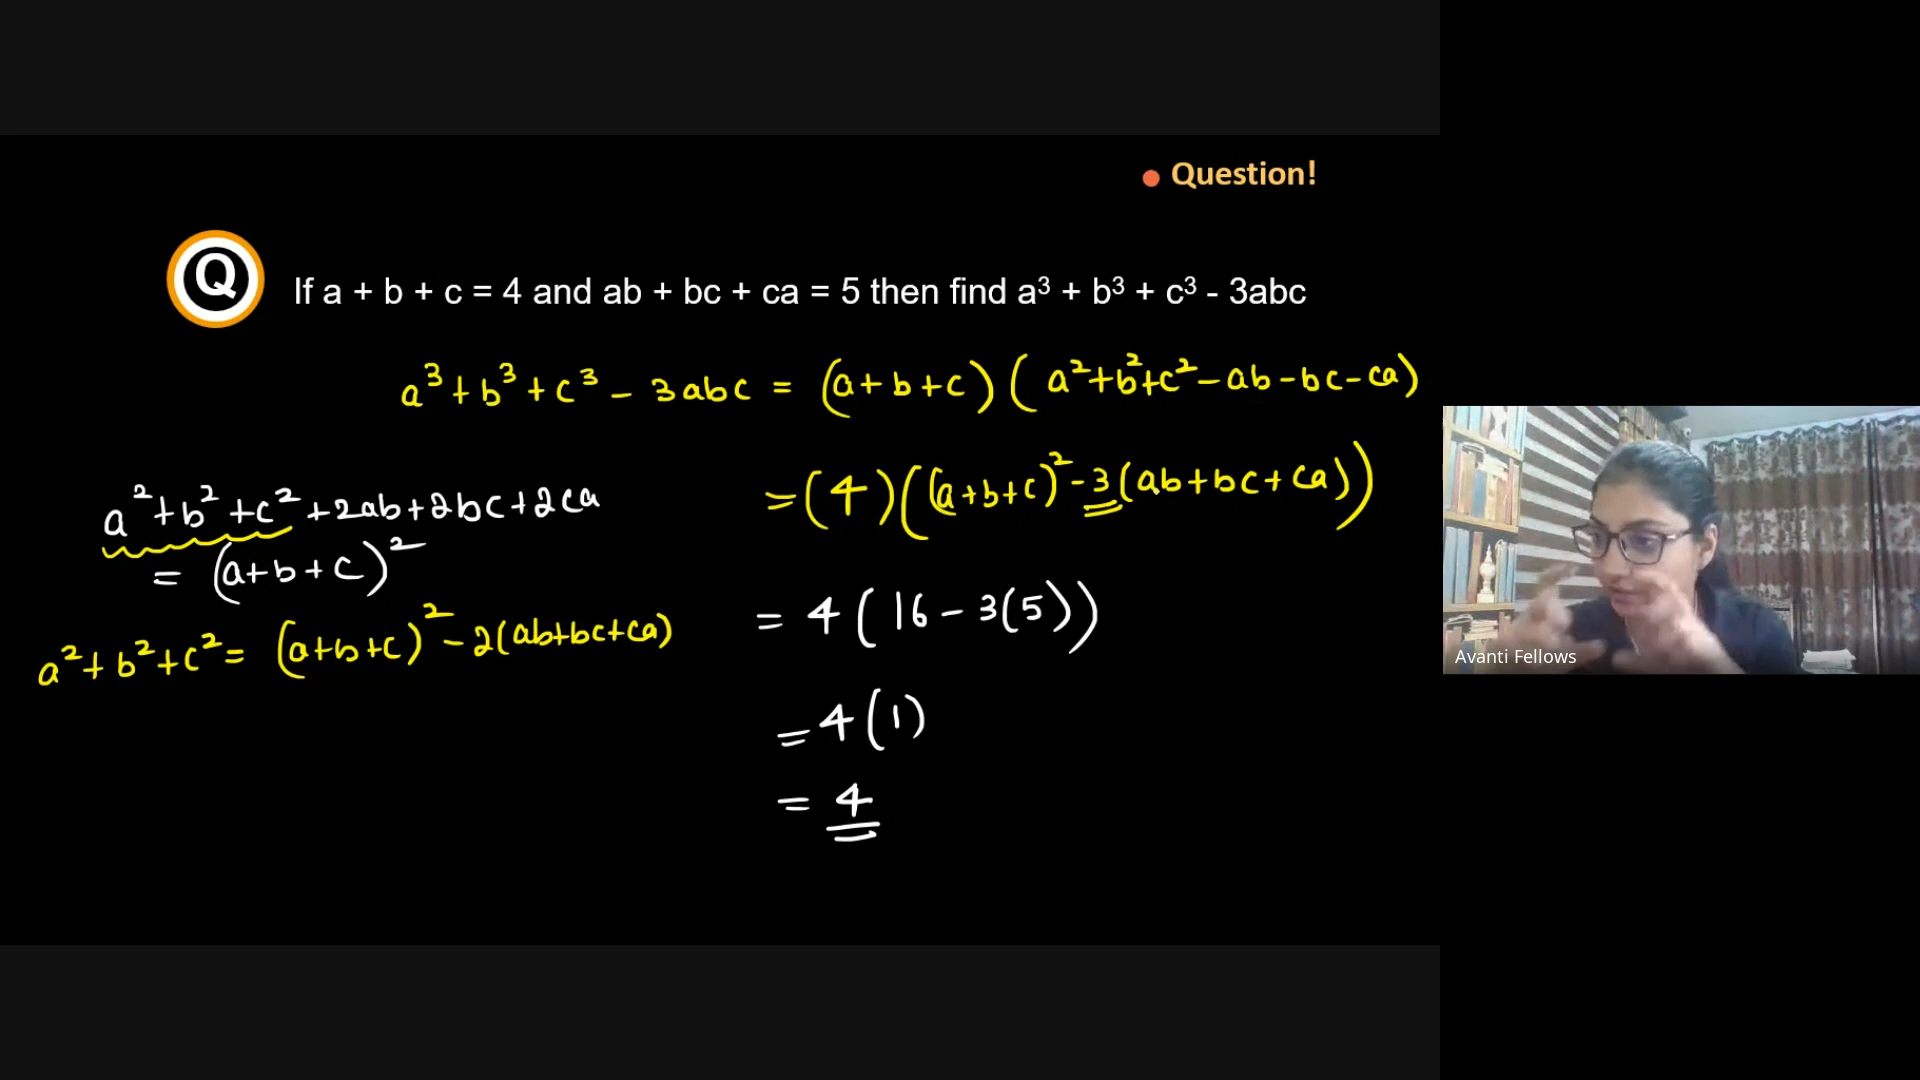 Question!
Q
If a + b + c = 4 and ab + bc + ca = 5 then find a³ + b³ + c³ - 3abc
a³ + b³ + c³ - 3abc = (a+b+c) (a²+b²+c²-ab-bc-ca)
= (4) ((a+b+c)² - 3(ab+bc+ca))
a² + b² + c² + 2ab + 2bc + 2ca
= (a+b+c)²
a² + b² + c² = (a+b+c)² - 2(ab+bc+ca)
= 4 (16 - 3(5))
= 4(1)
= 4
Avanti Fellows